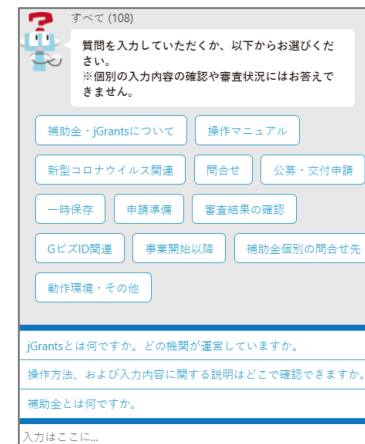 すべて (108)
質問を入力していただくか、以下からお選びくだ
さい。
※個別の入力内容の確認や審査状況にはお答えで
きません。
補助金・jGrantsについて 操作マニュアル
新型コロナウイルス関連 問合せ 公募・交付申請
一時保存 申請準備 審査結果の確認
GビズID関連 事業開始以降 補助金個別の問合せ先
動作環境・その他
jGrantsとは何ですか。どの機関が運営していますか。
操作方法、および入力内容に関する説明はどこで確認できますか。
補助金とは何ですか。
入力はここに...